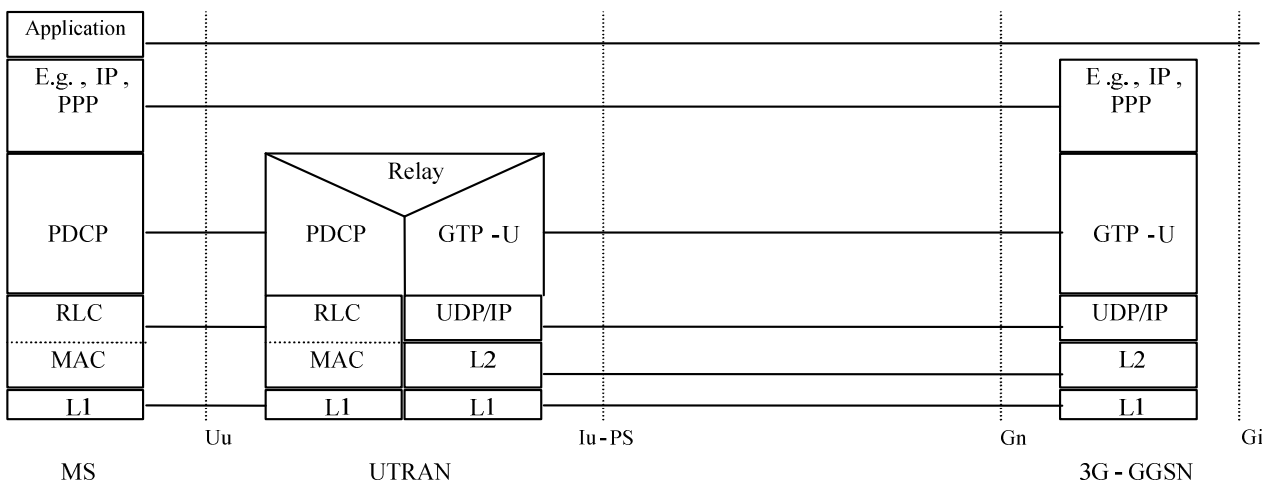 Application
E.g. , IP ,
PPP
E .g. , IP ,
PPP
Relay
PDCP
PDCP
GTP - U
GTP - U
RLC
RLC
UDP/IP
UDP/IP
MAC
MAC
L2
L2
L1
L1
L1
L1
Uu
Iu - PS
Gn
Gi
MS
UTRAN
3G - GGSN